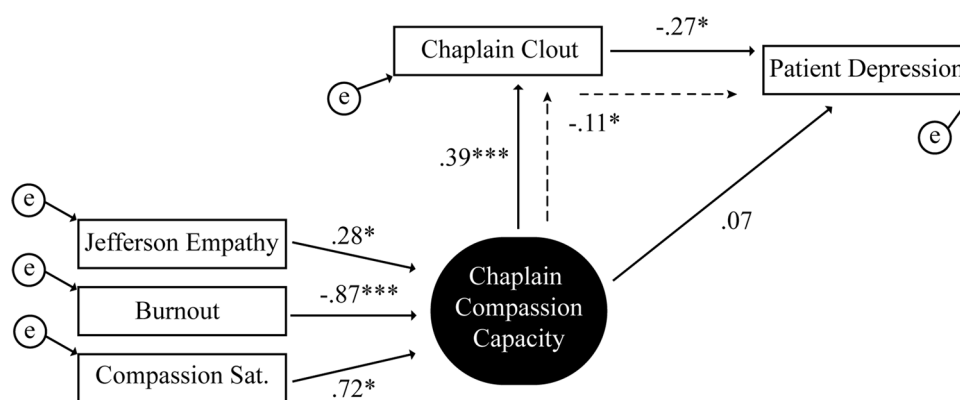 Chaplain Clout
-.27*
Patient Depression
e
-.11*
e
.39***
e
Jefferson Empathy
.28*
.07
e
Burnout
-.87***
Chaplain
Compassion
Capacity
e
Compassion Sat.
.72*